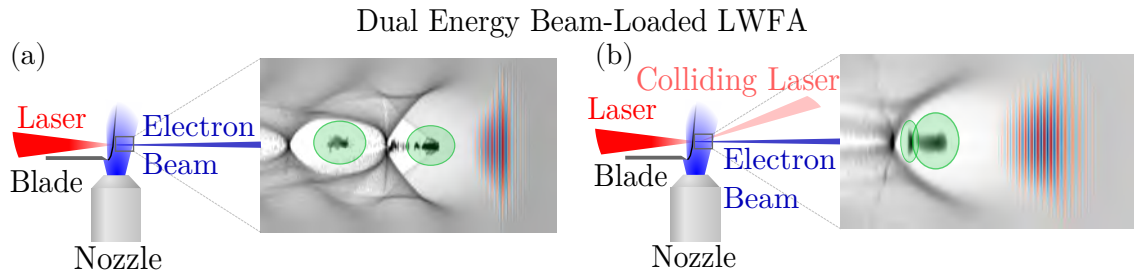 Dual Energy Beam-Loaded LWFA
(a)
Laser
Electron
Beam
Blade
Nozzle
(b)
Colliding Laser
Laser
Electron
Beam
Blade
Nozzle